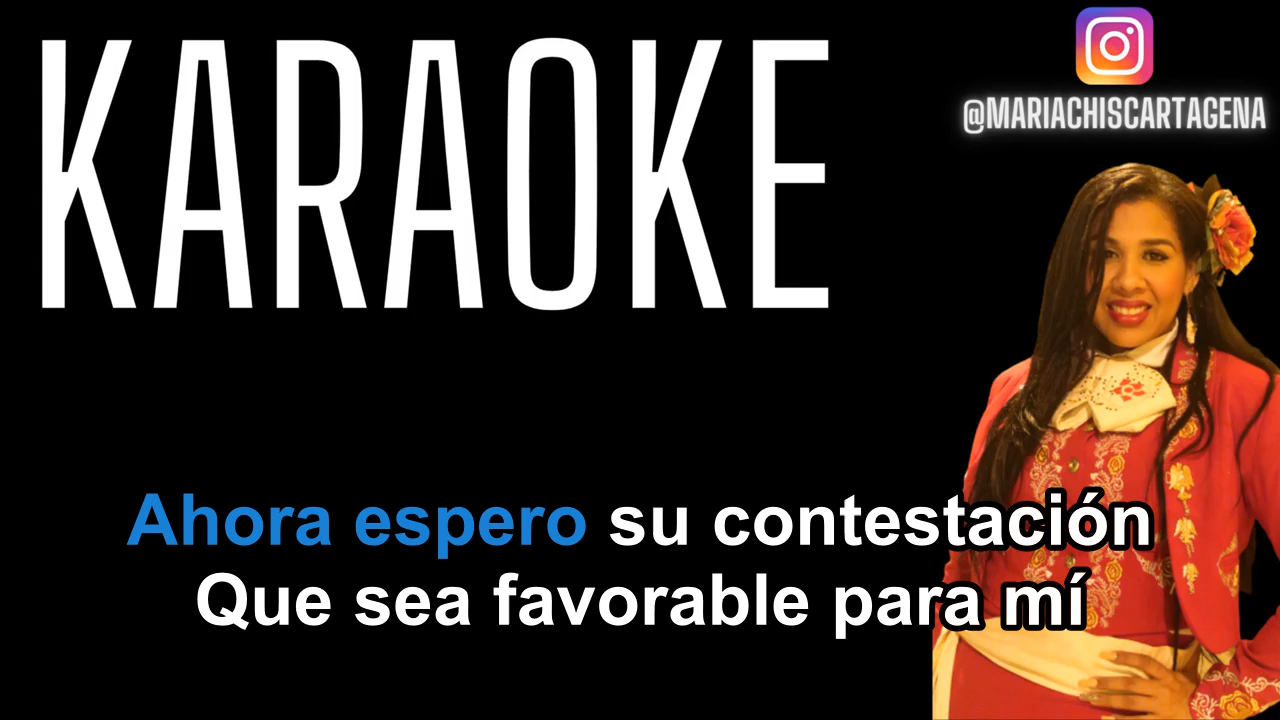 KARAOKE
@MARIACHISCARTAGENA
Ahora espero su contestación
Que sea favorable para mí